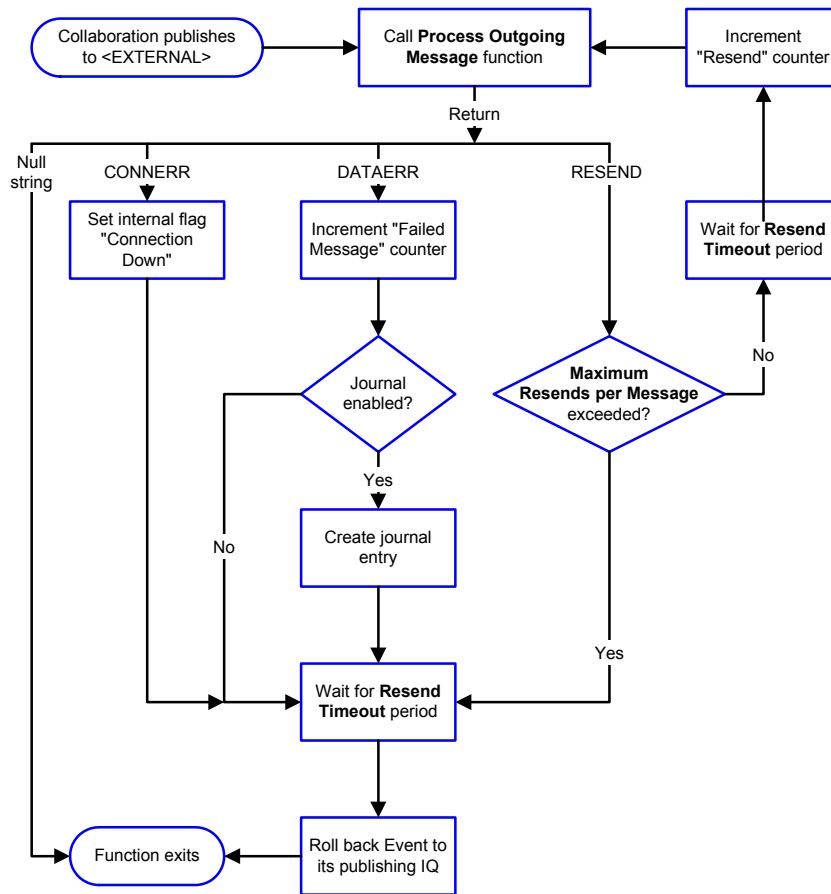 Collaboration publishes
to <EXTERNAL>
Call Process Outgoing
Message function
Increment
"Resend" counter
Return
Null
string
CONNERR
DATAERR
RESEND
Set internal flag
"Connection
Down"
Increment "Failed
Message" counter
Wait for Resend
Timeout period
Journal
enabled?
Maximum
Resends per Message
exceeded?
No
Yes
No
Create journal
entry
Yes
Wait for Resend
Timeout period
Function exits
Roll back Event to
its publishing IQ